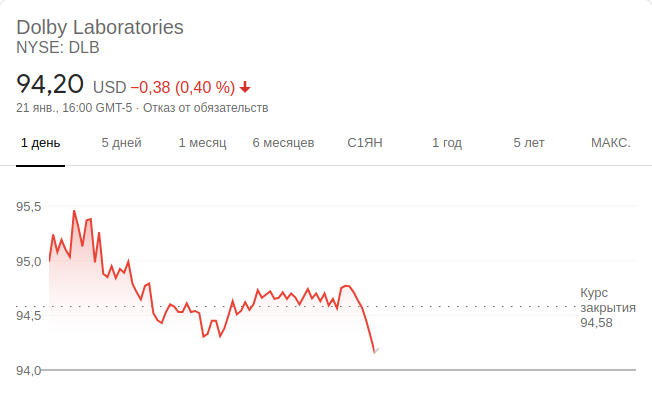 Dolby Laboratories
NYSE: DLB
94,20 USD −0,38 (0,40 %)
21 янв., 16:00 GMT-5 · Отказ от обязательств
1 день 5 дней 1 месяц 6 месяцев С1ЯН 1 год 5 лет МАКС.
95,5
95,0
94,5
94,0
Курс
закрытия
94,58